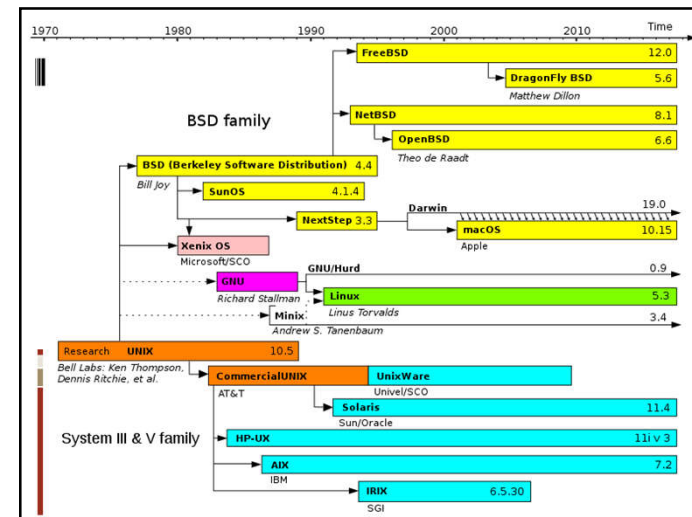 Time
1970 1980 1990 2000 2010
FreeBSD 12.0
DragonFly BSD 5.6
Matthew Dillon
BSD family
NetBSD 8.1
OpenBSD 6.6
Theo de Raadt
BSD (Berkeley Software Distribution) 4.4
Bill Joy
SunOS 4.1.4
Darwin 19.0
NextStep 3.3
macOS 10.15
Apple
Xenix OS
Microsoft/SCO
GNU/Hurd 0.9
GNU
Richard Stallman
Linux 5.3
Linus Torvalds
Minix 3.4
Andrew S. Tanenbaum
Research UNIX 10.5
Bell Labs: Ken Thompson,
Dennis Ritchie, et al.
CommercialUNIX UnixWare
AT&T Univel/SCO
Solaris 11.4
Sun/Oracle
System III & V family
HP-UX 11i v 3
AIX 7.2
IBM
IRIX 6.5.30
SGI